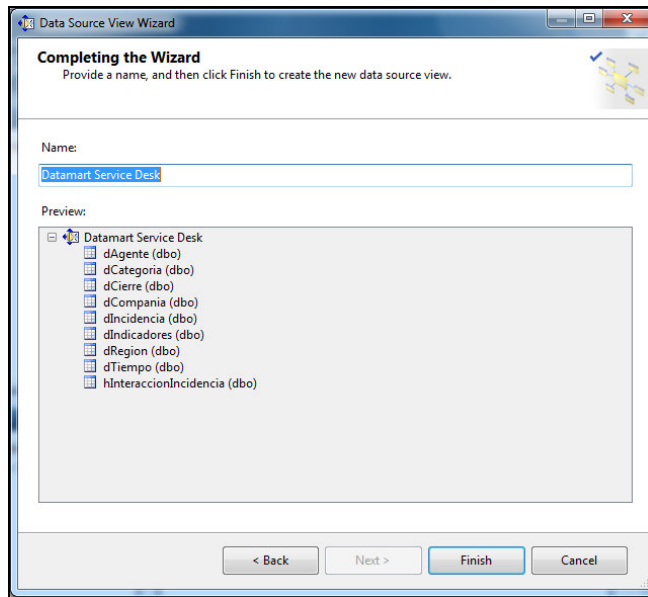 Data Source View Wizard
Completing the Wizard
Provide a name, and then click Finish to create the new data source view.
Name:
Datamart Service Desk
Preview:
Datamart Service Desk
dAgente (dbo)
dCategoria (dbo)
dCierre (dbo)
dCompania (dbo)
dIncidencia (dbo)
dIndicadores (dbo)
dRegion (dbo)
dTiempo (dbo)
hInteraccionIncidencia (dbo)
< Back Next > Finish Cancel